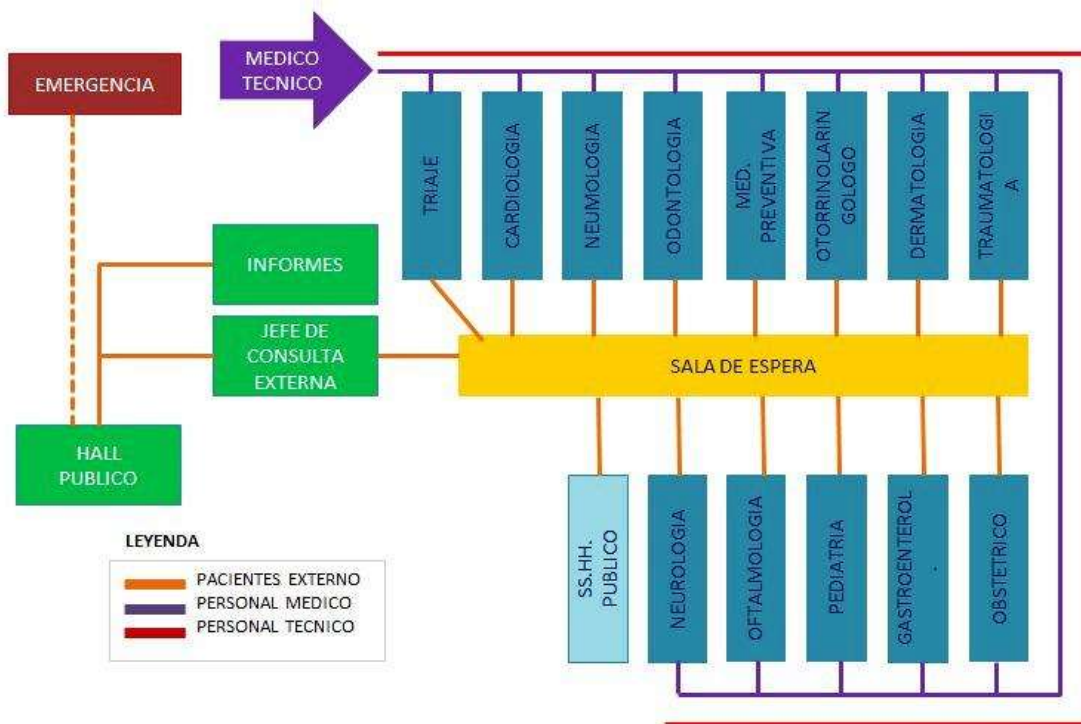 MEDICO
TECNICO
EMERGENCIA
TRIAJE
CARDIOLOGIA
NEUMOLOGIA
ODONTOLOGIA
MED.
PREVENTIVA
OTORRINOLARIN
GOLOGO
DERMATOLOGIA
TRAUMATOLOGI
A
INFORMES
JEFE DE
CONSULTA
EXTERNA
SALA DE ESPERA
HALL
PUBLICO
SS.HH.
PUBLICO
NEUROLOGIA
OFTALMOLOGIA
PEDIATRIA
GASTROENTEROL
.
OBSTETRICO
LEYENDA
PACIENTES EXTERNO
PERSONAL MEDICO
PERSONAL TECNICO